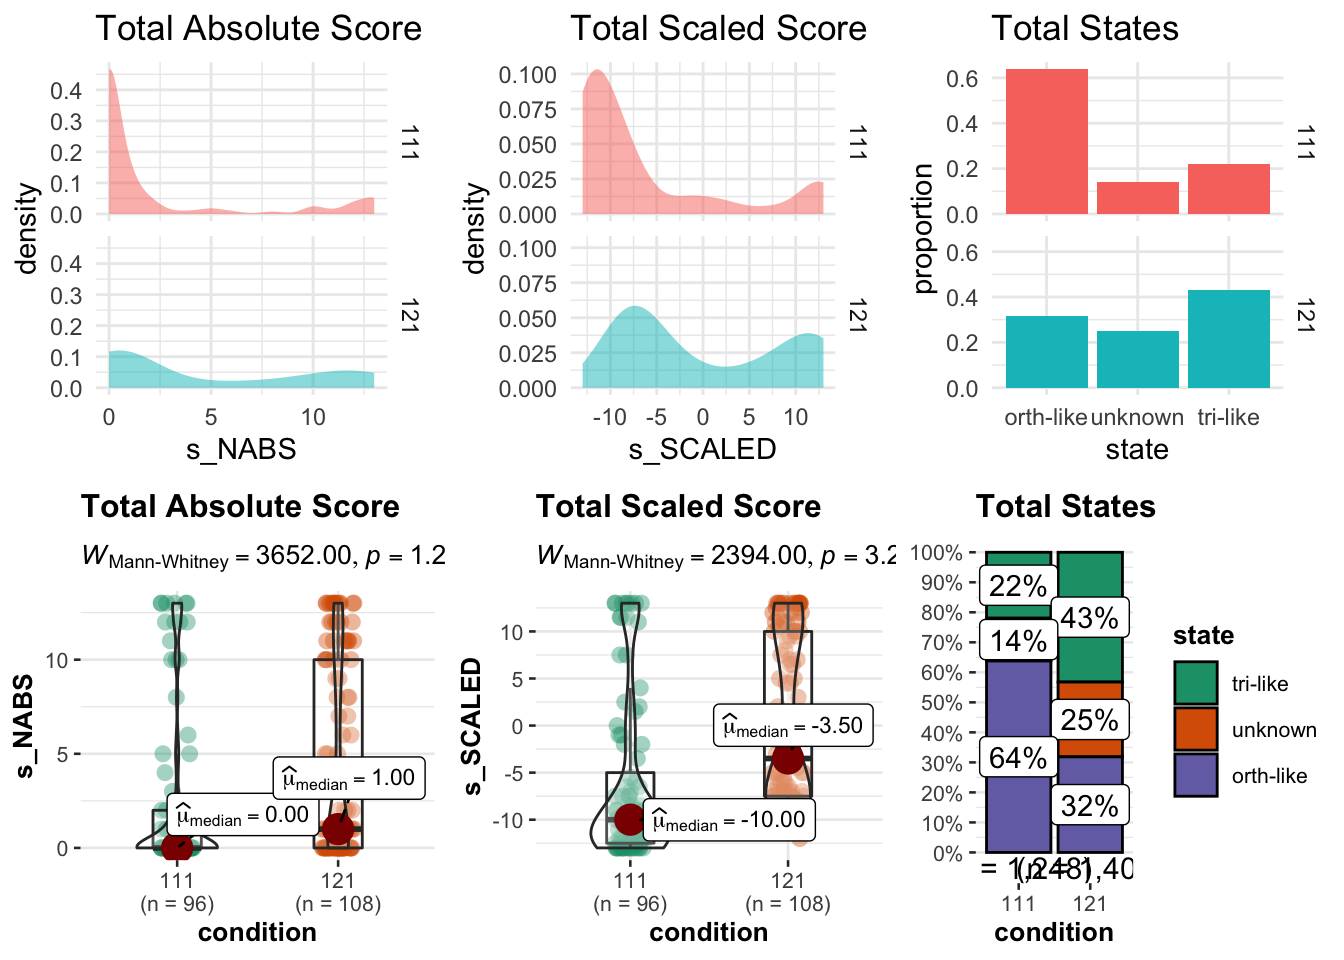 Total Absolute Score
0.4
0.3
0.2
0.1
0.0
111
0.4
0.3
0.2
0.1
0.0
121
density
0 5 10
s_NABS
Total Scaled Score
0.100
0.075
0.050
0.025
0.000
111
0.100
0.075
0.050
0.025
0.000
121
density
-10 -5 0 5 10
s_SCALED
Total States
0.6
0.4
0.2
0.0
111
0.6
0.4
0.2
0.0
121
proportion
orth-like unknown tri-like
state
Total Absolute Score
W Mann-Whitney = 3652.00, p = 1.2
10
5
0
s_NABS
μ̂ median = 0.00
μ̂ median = 1.00
111 121
(n = 96) (n = 108)
condition
Total Scaled Score
W Mann-Whitney = 2394.00, p = 3.2
10
5
0
-5
-10
s_SCALED
μ̂ median = -3.50
μ̂ median = -10.00
111 121
(n = 96) (n = 108)
condition
Total States
100%
90%
80%
70%
60%
50%
40%
30%
20%
10%
0%
22%
14%
64%
43%
25%
32%
111 121
condition
state
tri-like
unknown
orth-like